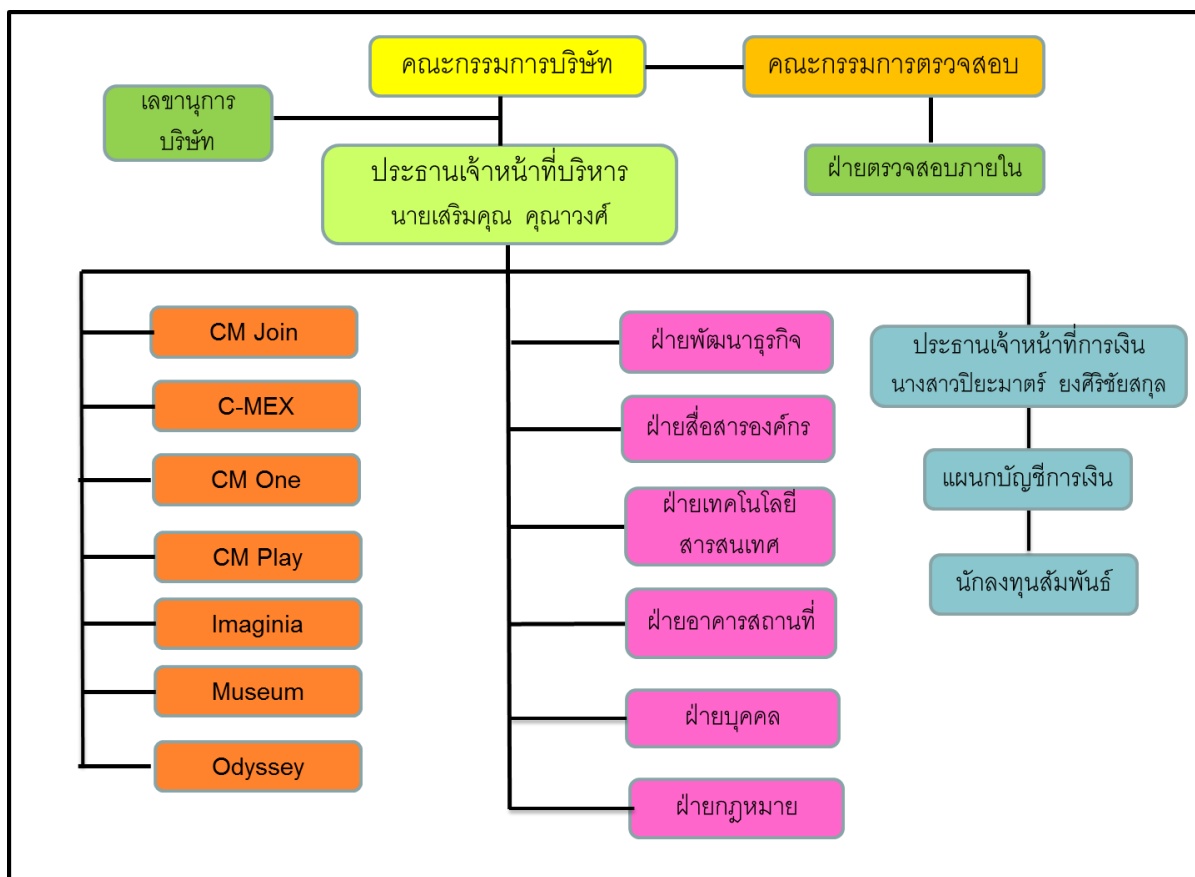 คณะกรรมการบริษัท
คณะกรรมการตรวจสอบ
เลขานุการ
บริษัท
ประธานเจ้าหน้าที่บริหาร
นายเสริมคุณ คุณาวงศ์
ฝ่ายตรวจสอบภายใน
CM Join
C-MEX
CM One
CM Play
Imaginia
Museum
Odyssey
ฝ่ายพัฒนาธุรกิจ
ฝ่ายสื่อสารองค์กร
ฝ่ายเทคโนโลยี
สารสนเทศ
ฝ่ายอาคารสถานที่
ฝ่ายบุคคล
ฝ่ายกฎหมาย
ประธานเจ้าหน้าที่การเงิน
นางสาวปิยะมาตร์ ยงศิริชัยสกุล
แผนกบัญชีการเงิน
นักลงทุนสัมพันธ์